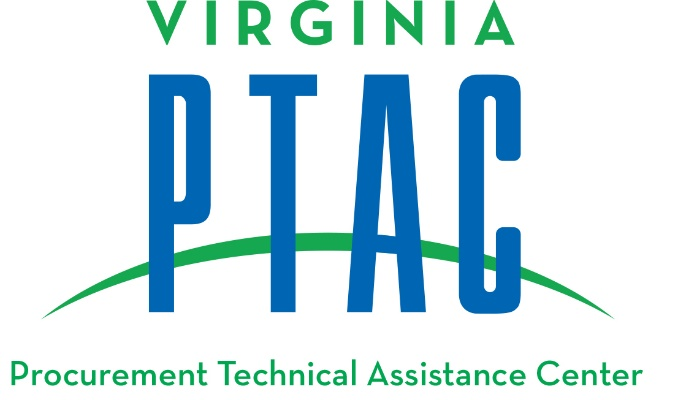 VIRGINIA
PTAC
Procurement Technical Assistance Center